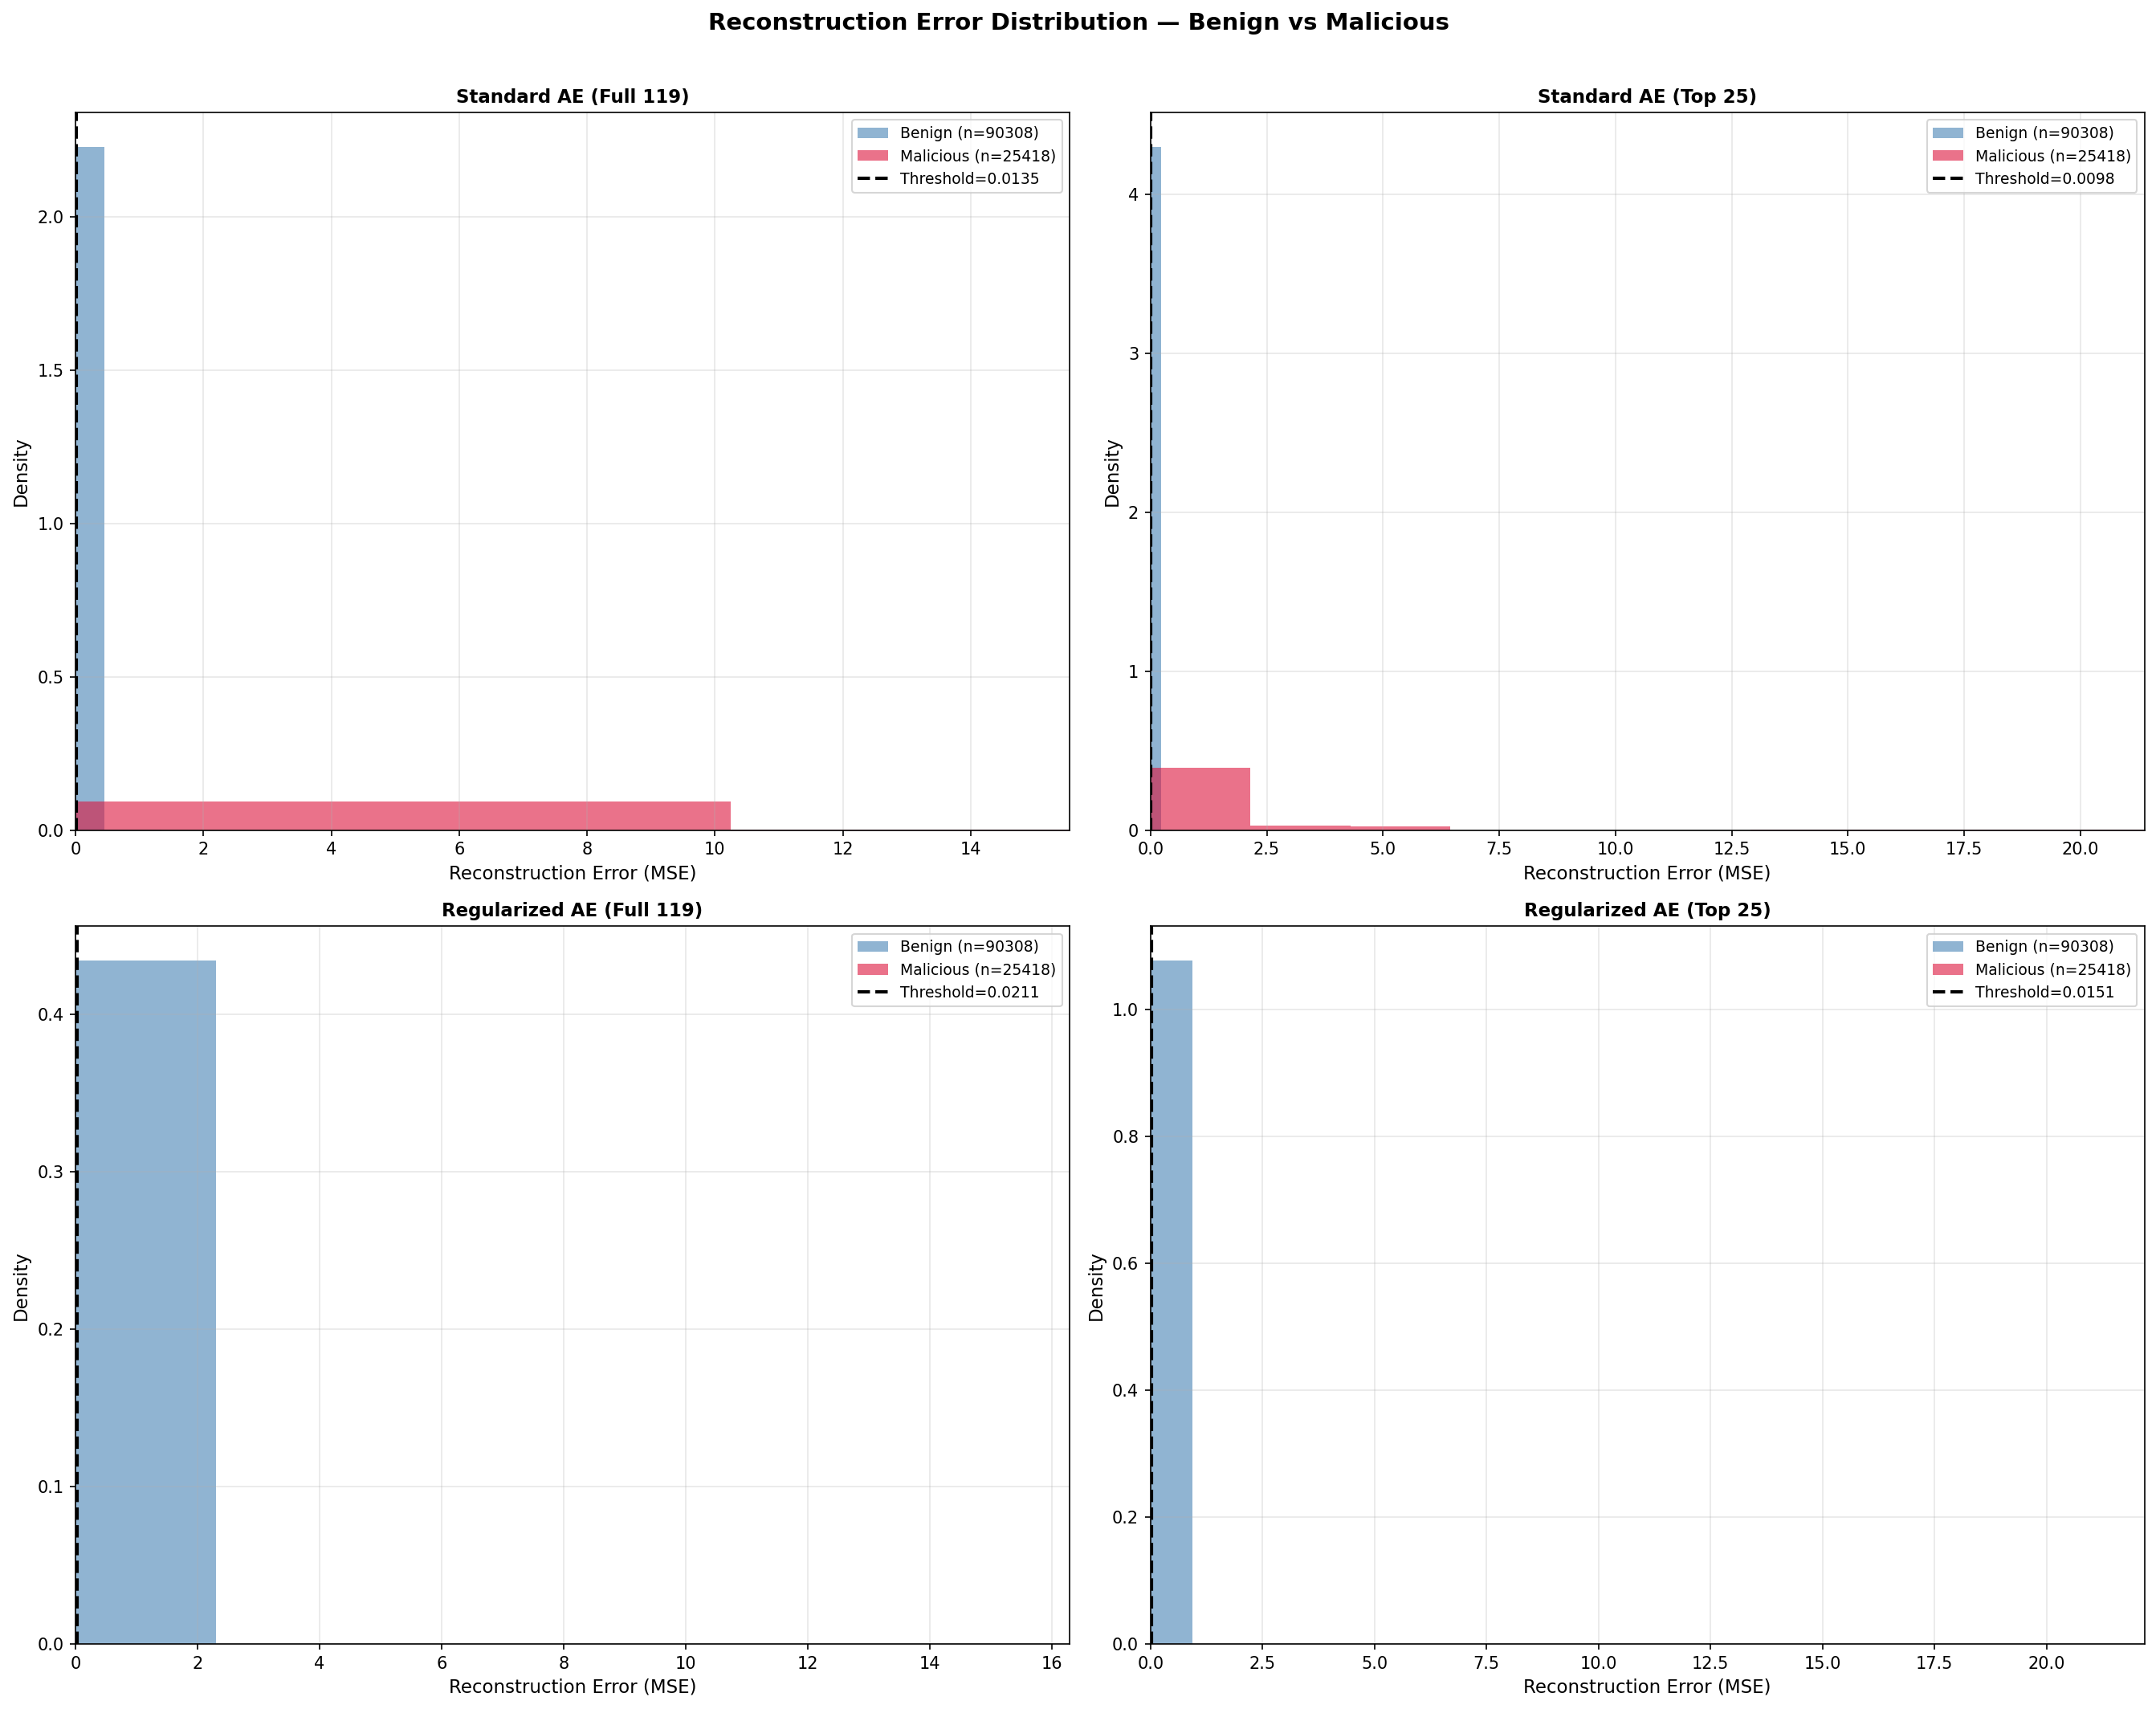 Reconstruction Error Distribution — Benign vs Malicious
Standard AE (Full 119)
Benign (n=90308)
Malicious (n=25418)
Threshold=0.0135
Density
2.0
1.5
1.0
0.5
0.0
0 2 4 6 8 10 12 14
Reconstruction Error (MSE)
Standard AE (Top 25)
Benign (n=90308)
Malicious (n=25418)
Threshold=0.0098
Density
4
3
2
1
0
0.0 2.5 5.0 7.5 10.0 12.5 15.0 17.5 20.0
Reconstruction Error (MSE)
Regularized AE (Full 119)
Benign (n=90308)
Malicious (n=25418)
Threshold=0.0211
Density
0.4
0.3
0.2
0.1
0.0
0 2 4 6 8 10 12 14 16
Reconstruction Error (MSE)
Regularized AE (Top 25)
Benign (n=90308)
Malicious (n=25418)
Threshold=0.0151
Density
1.0
0.8
0.6
0.4
0.2
0.0
0.0 2.5 5.0 7.5 10.0 12.5 15.0 17.5 20.0
Reconstruction Error (MSE)